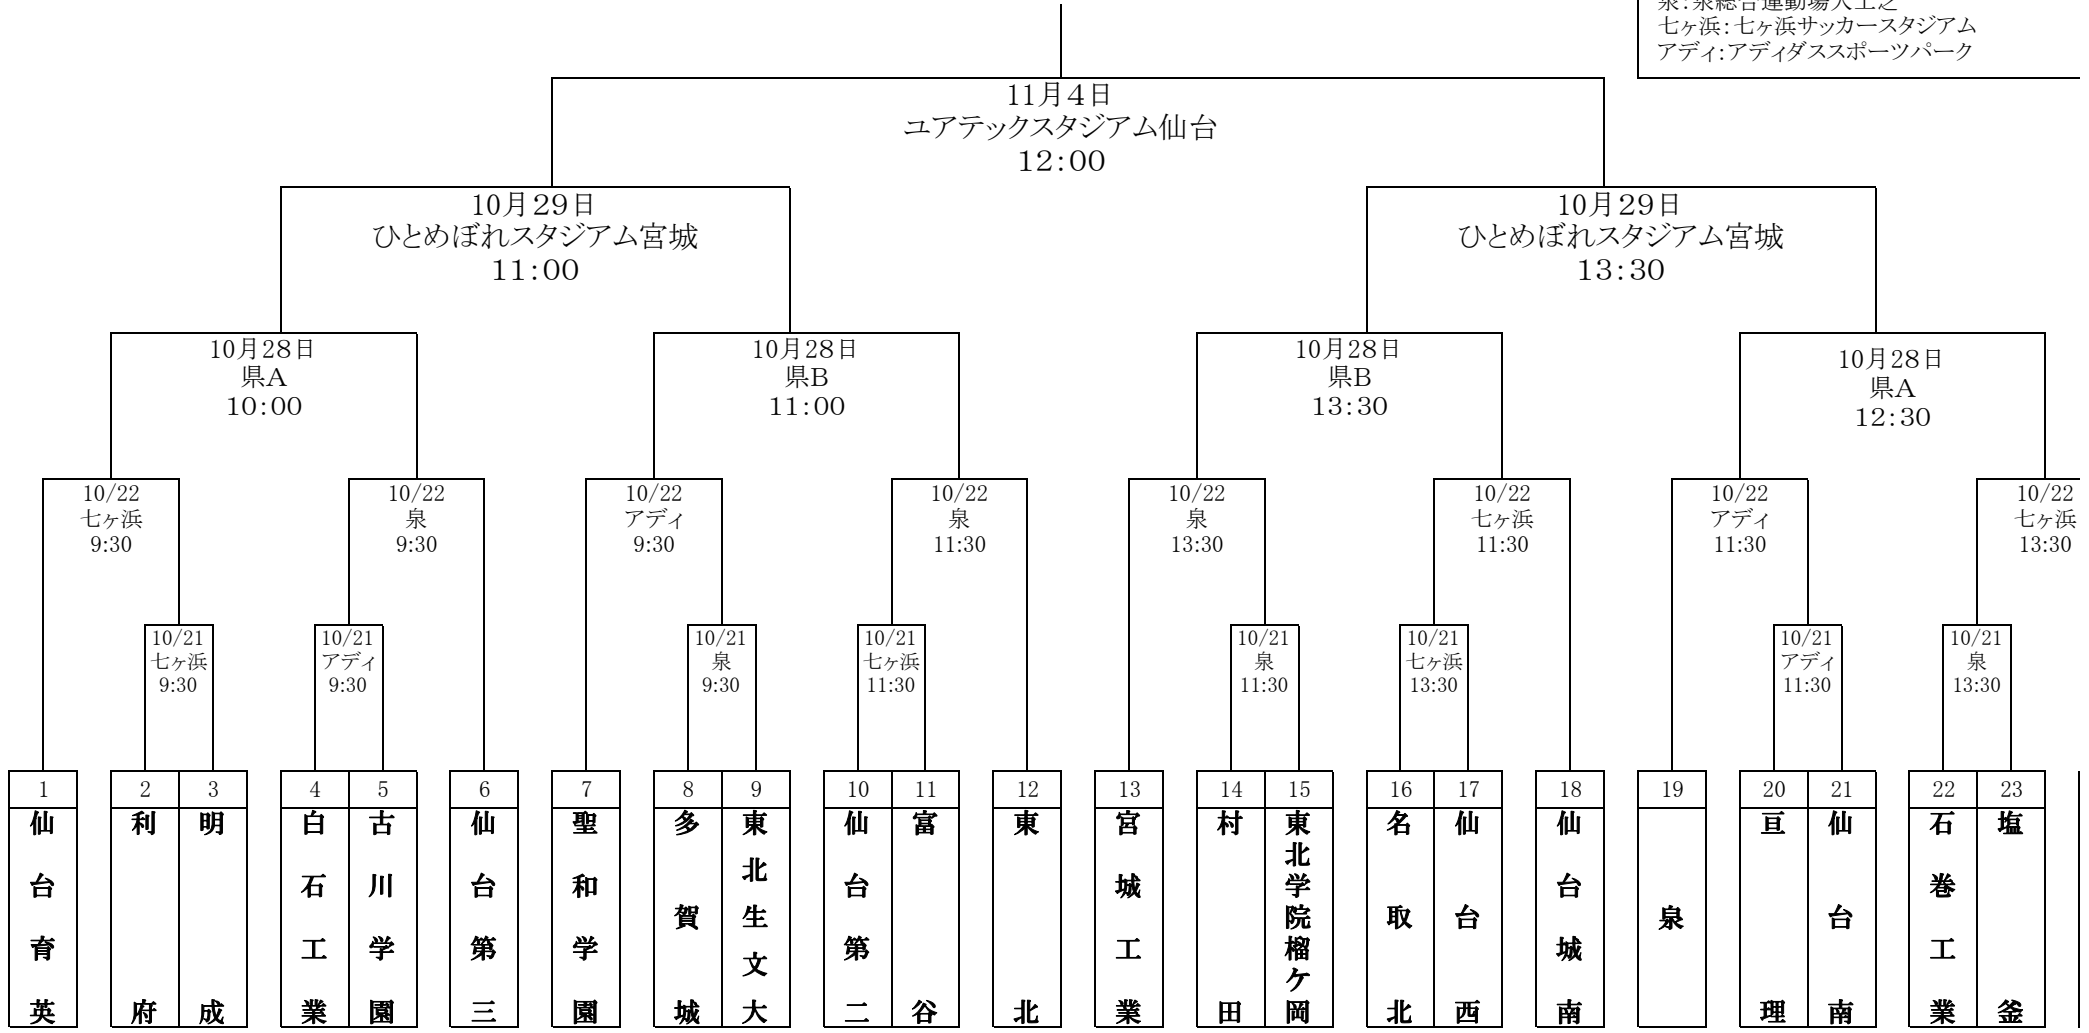 泉：泉総合運動場人工芝
七ヶ浜：七ヶ浜サッカースタジアム
アディ：アディダススポーツパーク
11月4日
ユアテックスタジアム仙台
12：00
10月29日
ひとめぼれスタジアム宮城
11：00
10月29日
ひとめぼれスタジアム宮城
13：30
10月28日
県A
10：00
10月28日
県B
11：00
10月28日
県B
13：30
10月28日
県A
12：30
10/22
七ヶ浜
9:30
10/22
泉
9:30
10/22
アディ
9:30
10/22
泉
11:30
10/22
泉
13:30
10/22
七ヶ浜
11:30
10/22
アディ
11:30
10/22
七ヶ浜
13:30
10/21
七ヶ浜
9:30
10/21
アディ
9:30
10/21
泉
9:30
10/21
七ヶ浜
11:30
10/21
泉
11:30
10/21
七ヶ浜
13:30
10/21
アディ
11:30
10/21
泉
13:30
1
仙台育英
2
利府
3
明成
4
白石工業
5
古川学園
6
仙台第三
7
聖和学園
8
多賀城
9
東北生文大
10
仙台第二
11
富谷
12
東北
13
宮城工業
14
村田
15
東北学院榴ケ岡
16
名取北
17
仙台西
18
仙台城南
19
泉
20
亘理
21
仙台南
22
石巻工業
23
塩釜